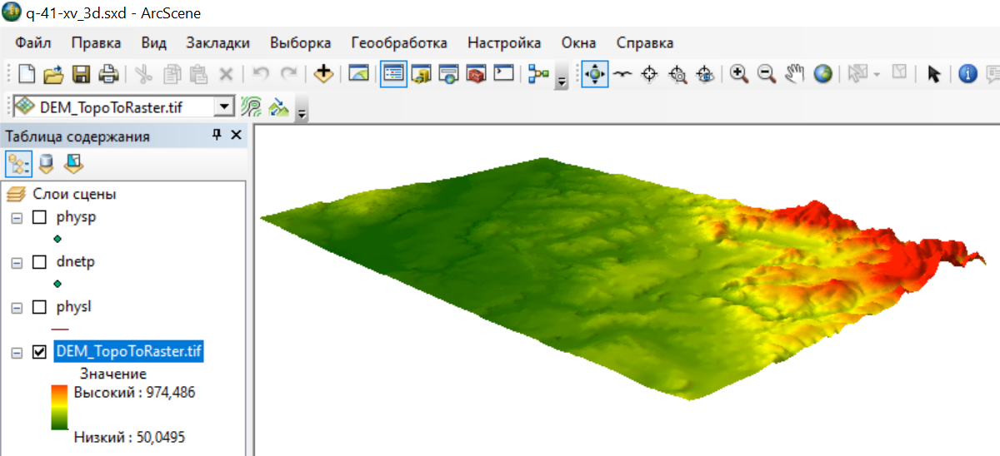 q-41-xv_3d.sxd - ArcScene
Файл Правка Вид Закладки Выборка Геообработка Настройка Окна Справка
DEM_TopoToRaster.tif
Таблица содержания
Слои сцены
physp
dnetp
physl
DEM_TopoToRaster.tif
Значение
Высокий : 974,486
Низкий : 50,0495